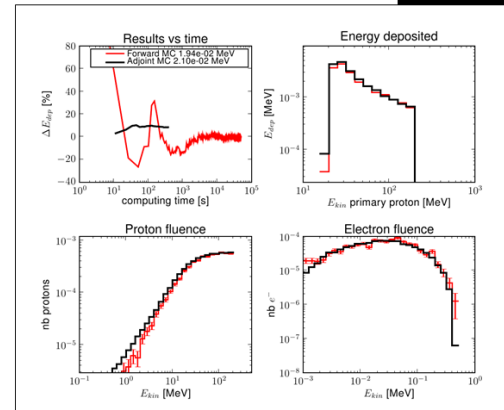 Results vs time
Forward MC 1.94e-02 MeV
Adjoint MC 2.10e-02 MeV
ΔE_dep [%]
80
60
40
20
0
−20
−40
10^0 10^1 10^2 10^3 10^4 10^5
computing time [s]
Energy deposited
E_dep [MeV]
10^-3
10^-4
10^1 10^2 10^3
E_kin primary proton [MeV]
Proton fluence
nb protons
10^-3
10^-4
10^-5
10^-1 10^0 10^1 10^2
E_kin [MeV]
Electron fluence
nb e^-
10^-4
10^-5
10^-6
10^-7
10^-3 10^-2 10^-1 10^0
E_kin [MeV]